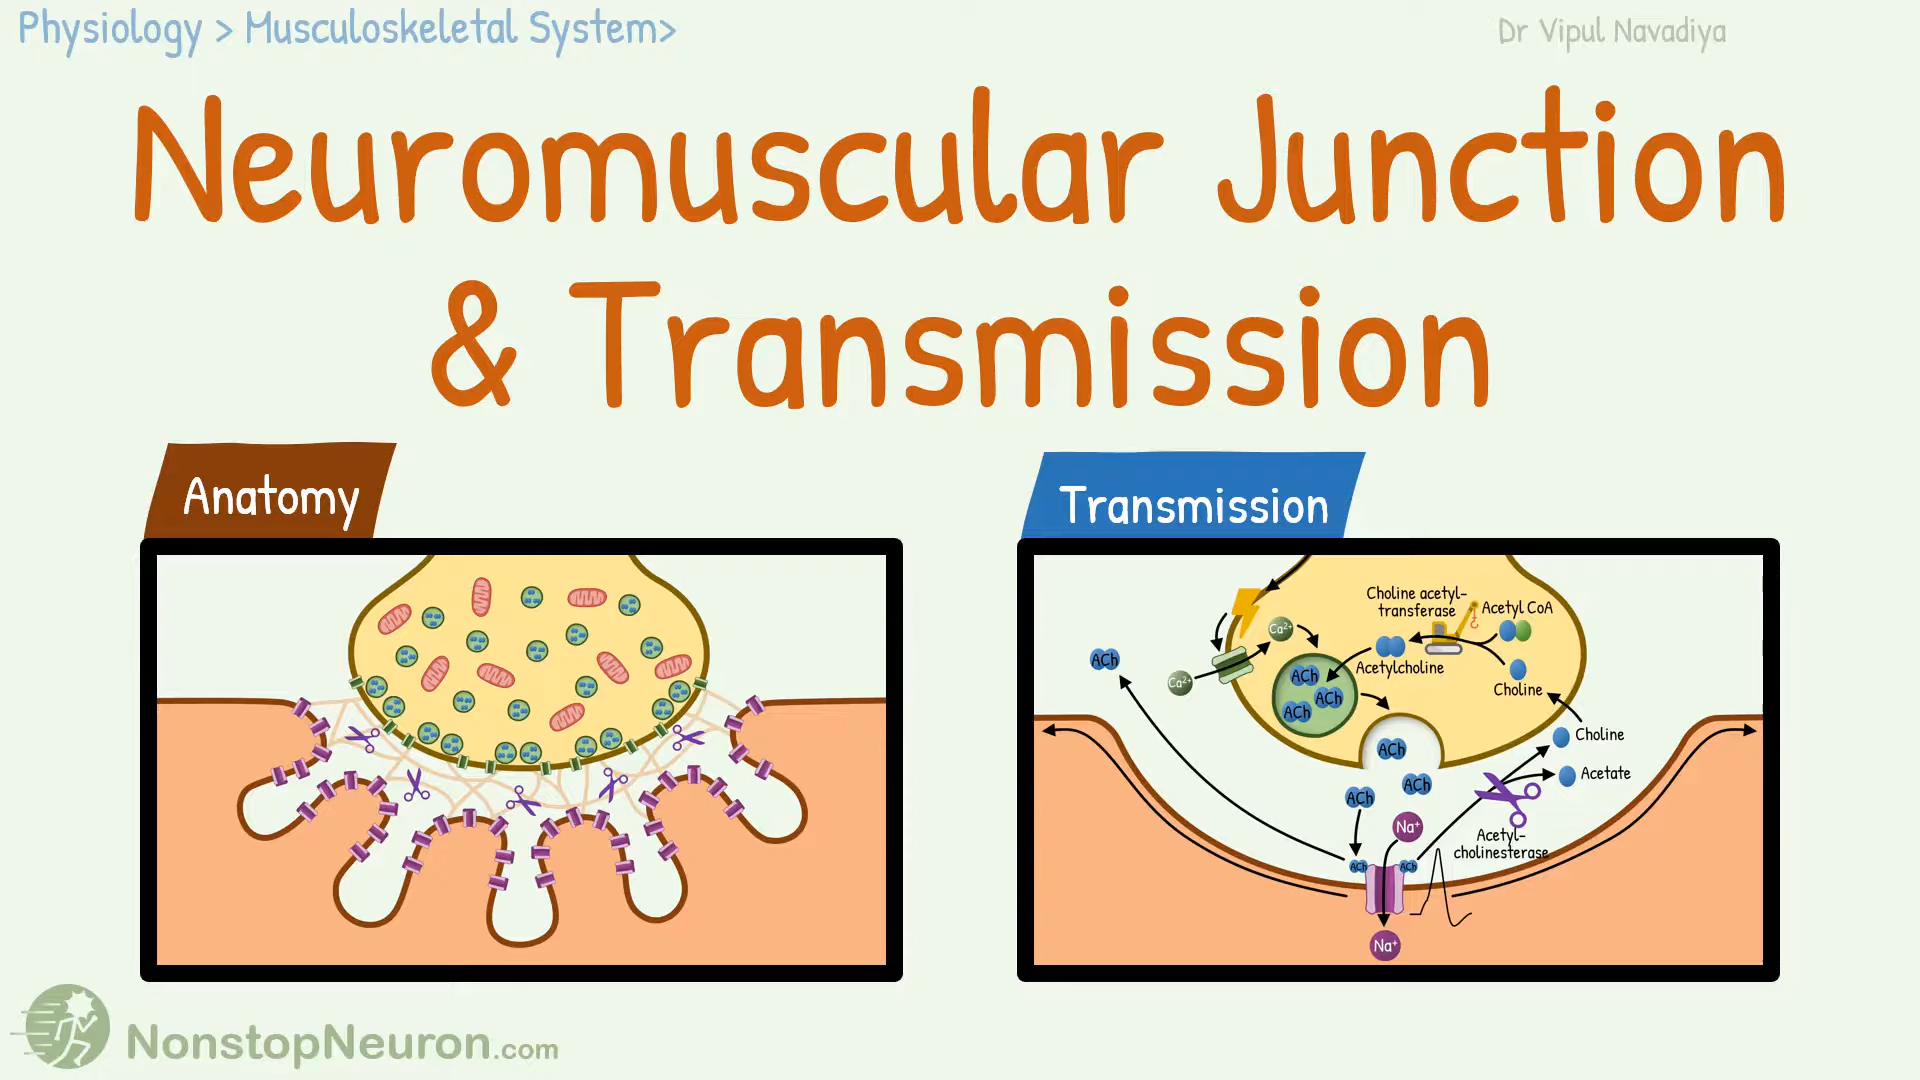 Physiology > Musculoskeletal System>
Dr Vipul Navadiya
Neuromuscular Junction
& Transmission
Anatomy
Transmission
Choline acetyl-
transferase
Acetyl CoA
Ca²⁺
ACh
Ca²⁺
Acetylcholine
ACh
ACh
ACh
Choline
Choline
ACh
Acetate
ACh
ACh
Na⁺
Acetyl-
cholinesterase
ACh
ACh
Na⁺
NonstopNeuron.com